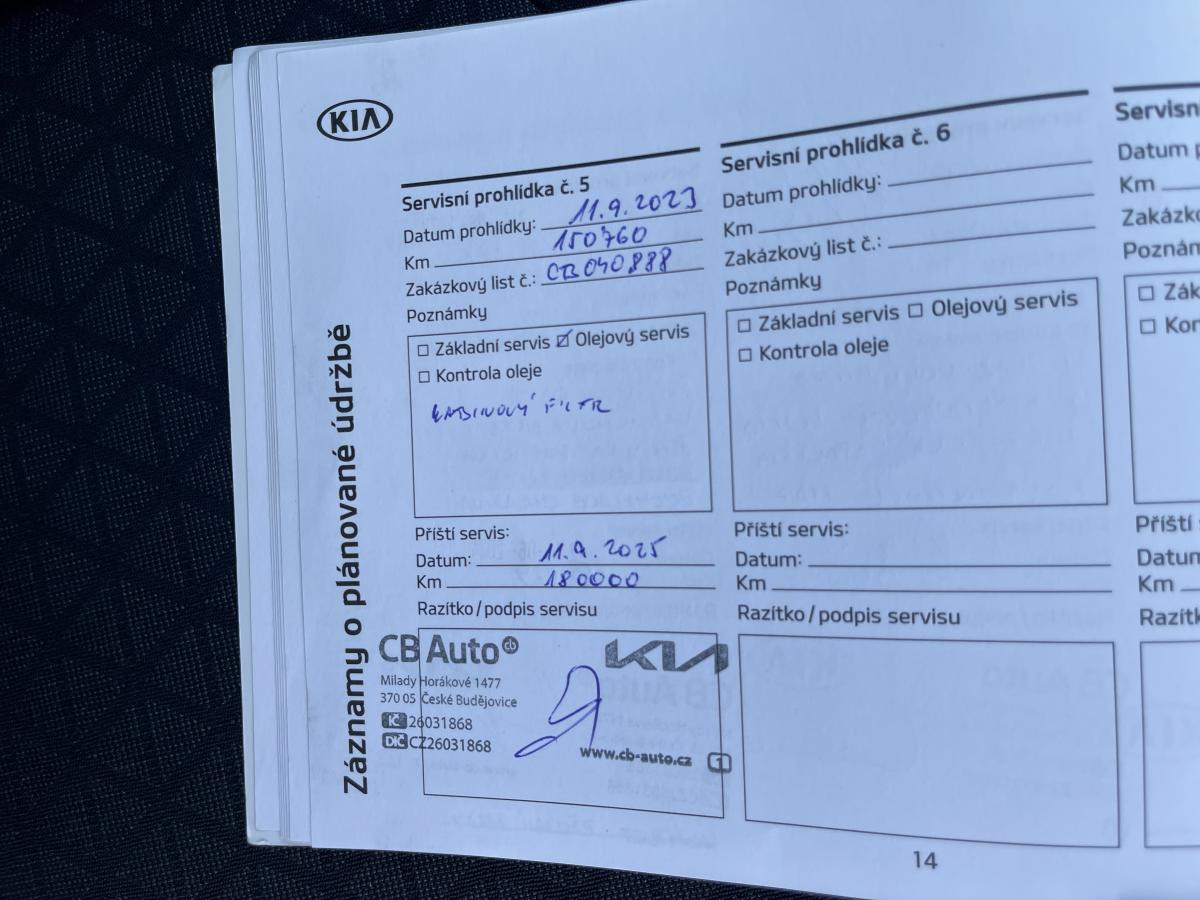 KIA
Záznamy o plánované údržbě
Servisní prohlídka č. 5
Datum prohlídky: 11.9.2023
Km 150760
Zakázkový list č.: CB040888
Poznámky
Základní servis Olejový servis
Kontrola oleje
KABINOVÝ FILTR
Příští servis:
Datum: 11.9.2025
Km 180000
Razítko/podpis servisu
CB Auto cb
KIA
Milady Horákové 1477
370 05 České Budějovice
IČ 26031868
DIČ CZ26031868
www.cb-auto.cz 1
Servisní prohlídka č. 6
Datum prohlídky:
Km
Zakázkový list č.:
Poznámky
Základní servis Olejový servis
Kontrola oleje
Příští servis:
Datum:
Km
Razítko/podpis servisu
Servisn
Datum p
Km
Zakázko
Poznám
Zák
Kor
Příští s
Datum
Km
Razítk
14